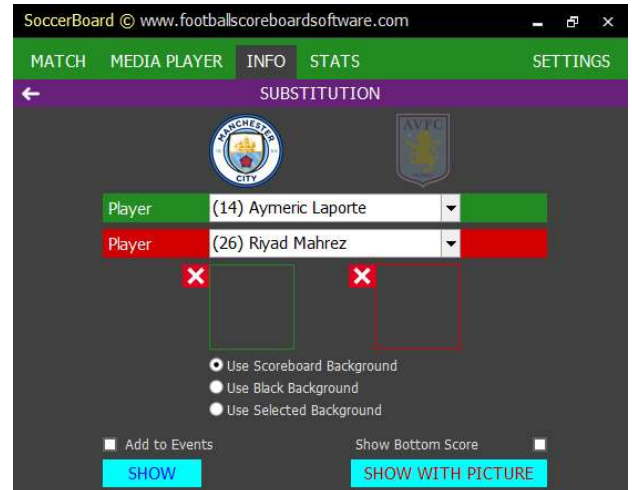 SoccerBoard © www.footballscoreboardsoftware.com
MATCH MEDIA PLAYER INFO STATS SETTINGS
SUBSTITUTION
MANCHESTER CITY
AVFC
Player (14) Aymeric Laporte
Player (26) Riyad Mahrez
Use Scoreboard Background
Use Black Background
Use Selected Background
Add to Events Show Bottom Score
SHOW SHOW WITH PICTURE